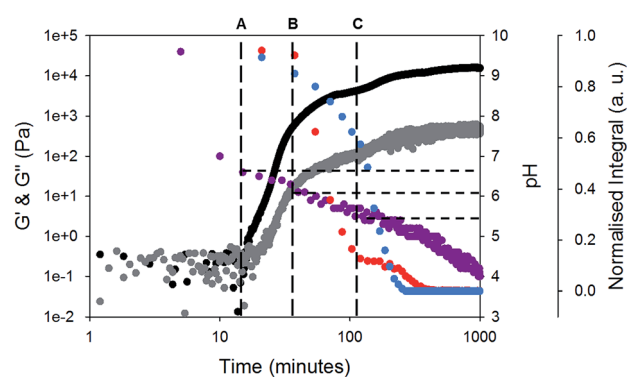 A B C
1e+5
1e+4
1e+3
1e+2
1e+1
1e+0
1e-1
1e-2
G' & G" (Pa)
1 10 100 1000
Time (minutes)
10
9
8
7
6
5
4
3
pH
1.0
0.8
0.6
0.4
0.2
0.0
Normalised Integral (a. u.)